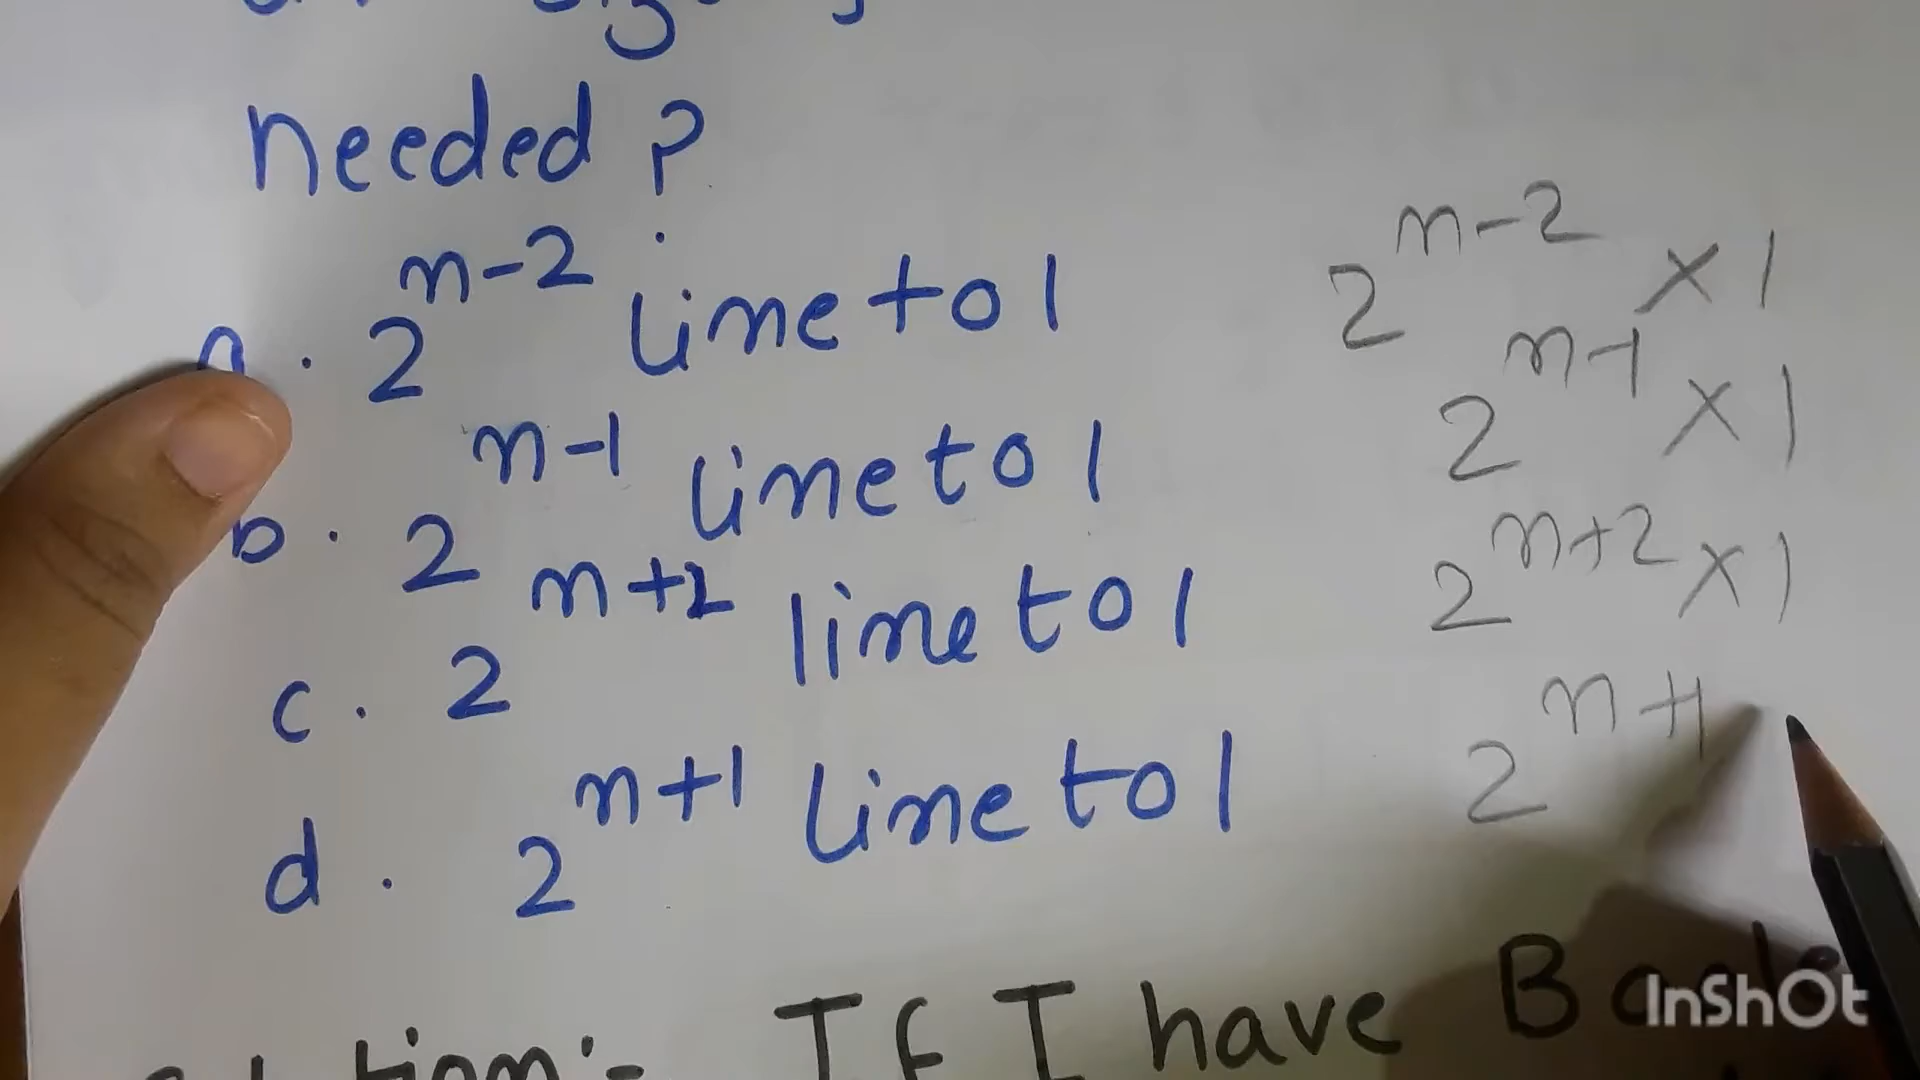 needed ?
a. 2^n-2 line to 1
2^n-2 × 1
b. 2^n-1 line to 1
2^n-1 × 1
c. 2^n+2 line to 1
2^n+2 × 1
d. 2^n+1 line to 1
2^n+1
If I have B
InShOt